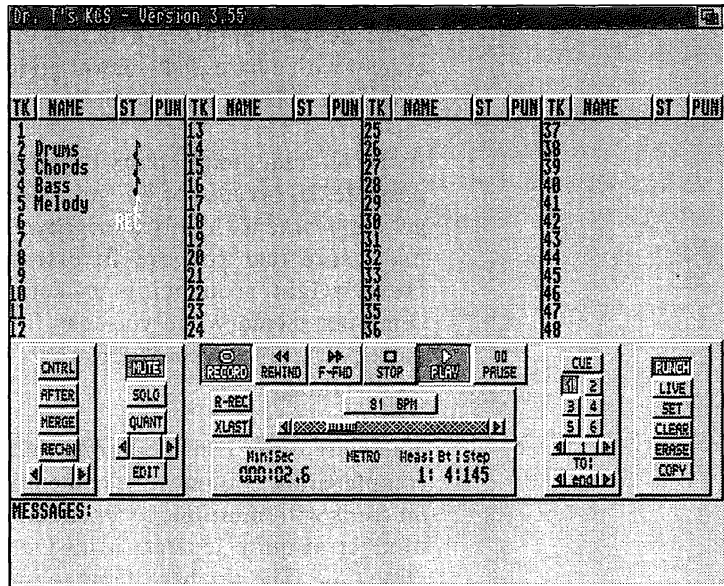 Dr. T's KCS - Version 3.55
TK NAME ST PUN TK NAME ST PUN TK NAME ST PUN TK NAME ST PUN
1 13 25 37
2 Drums 14 26 38
3 Chords 15 27 39
4 Bass 16 28 40
5 Melody 17 29 41
6 REC 18 30 42
7 19 31 43
8 20 32 44
9 21 33 45
10 22 34 46
11 23 35 47
12 24 36 48
CNTRL MUTE RECORD REWIND F-FWD STOP PLAY PAUSE CUE PUNCH
AFTER SOLO R-REC 81 BPM 1 2 LIVE
MERGE QUANT XLAST 3 4 SET
RECHN 5 6 CLEAR
EDIT Min:Sec METRO Meas:Bt:Step 1 ERASE
000:02.6 1: 4:145 TO: COPY
end
MESSAGES: